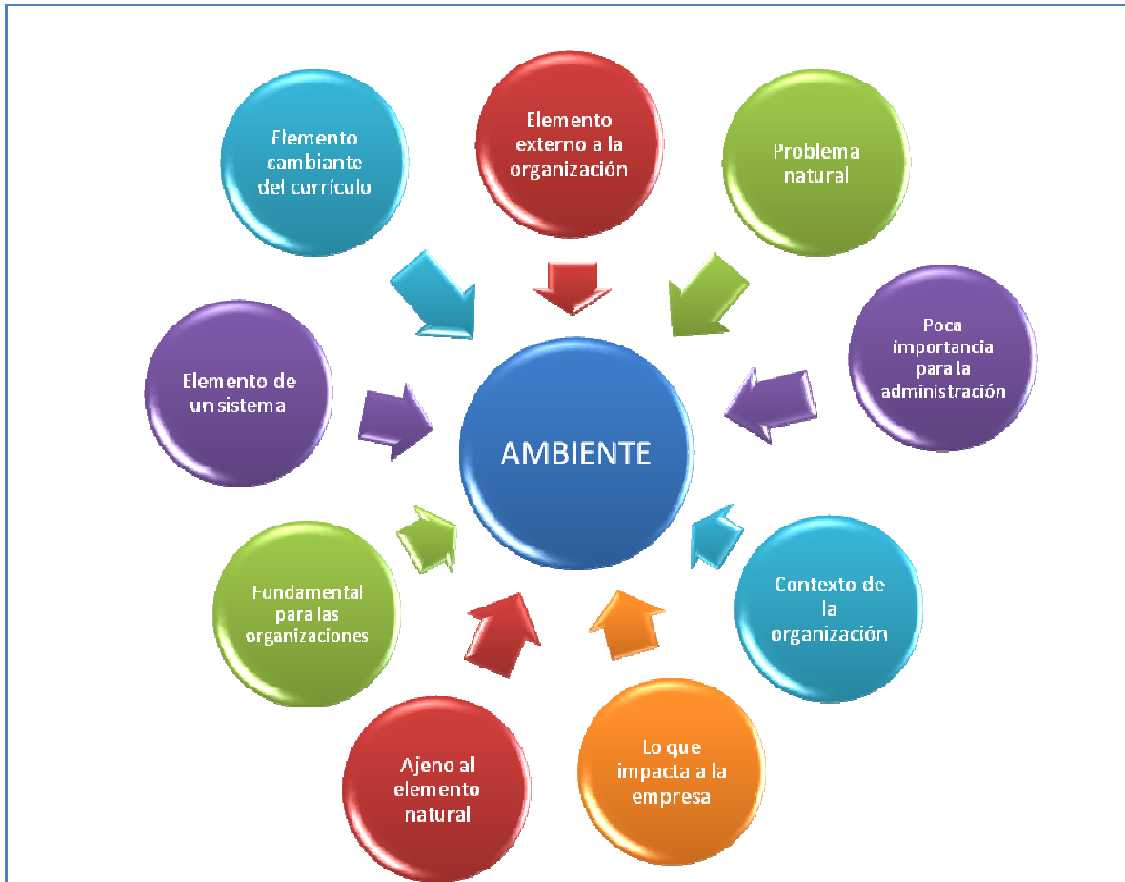 Elemento
externo a la
organización
Problema
natural
Poca
importancia
para la
administración
Contexto de
la
organización
Lo que
impacta a la
empresa
Ajeno al
elemento
natural
Fundamental
para las
organizaciones
Elemento de
un sistema
Elemento
cambiante
del currículo
AMBIENTE